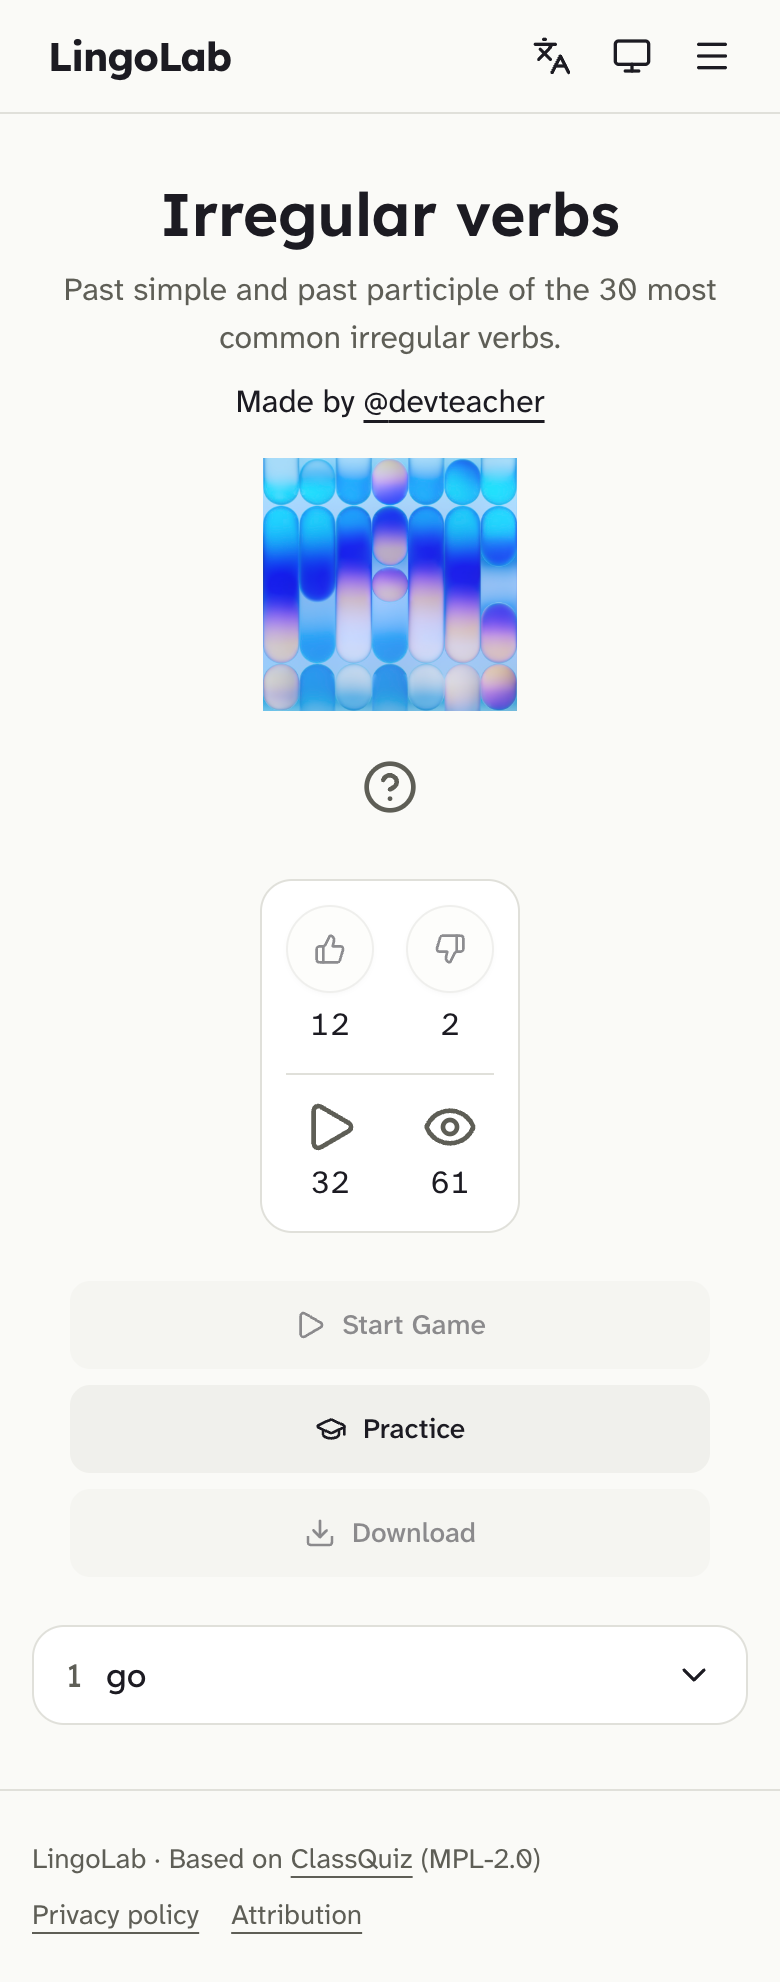 LingoLab
Irregular verbs
Past simple and past participle of the 30 most
common irregular verbs.
Made by @devteacher
12 2
32 61
Start Game
Practice
Download
1 go
LingoLab · Based on ClassQuiz (MPL-2.0)
Privacy policy Attribution